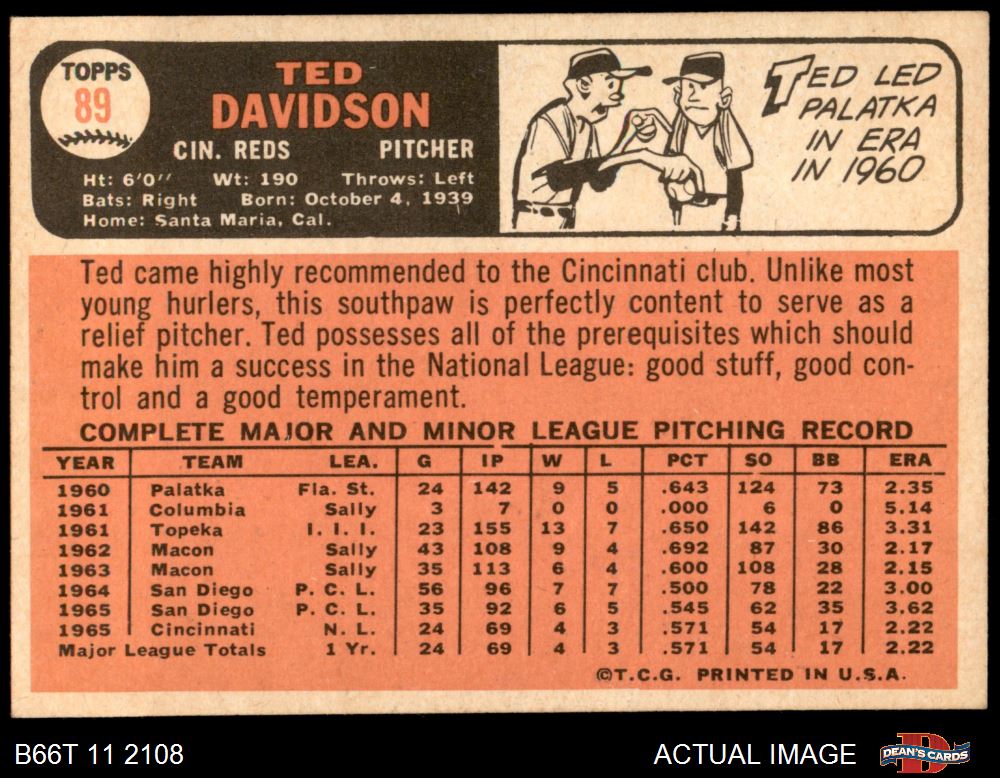 TOPPS
89
TED
DAVIDSON
CIN. REDS PITCHER
Ht: 6'0" Wt: 190 Throws: Left
Bats: Right Born: October 4, 1939
Home: Santa Maria, Cal.
TED LED
PALATKA
IN ERA
IN 1960
Ted came highly recommended to the Cincinnati club. Unlike most
young hurlers, this southpaw is perfectly content to serve as a
relief pitcher. Ted possesses all of the prerequisites which should
make him a success in the National League: good stuff, good con-
trol and a good temperament.
COMPLETE MAJOR AND MINOR LEAGUE PITCHING RECORD
YEAR TEAM LEA. G IP W L PCT SO BB ERA
1960 Palatka Fla. St. 24 142 9 5 .643 124 73 2.35
1961 Columbia Sally 3 7 0 0 .000 6 0 5.14
1961 Topeka I. I. I. 23 155 13 7 .650 142 86 3.31
1962 Macon Sally 43 108 9 4 .692 87 30 2.17
1963 Macon Sally 35 113 6 4 .600 108 28 2.15
1964 San Diego P. C. L. 56 96 7 7 .500 78 22 3.00
1965 San Diego P. C. L. 35 92 6 5 .545 62 35 3.62
1965 Cincinnati N. L. 24 69 4 3 .571 54 17 2.22
Major League Totals 1 Yr. 24 69 4 3 .571 54 17 2.22
©T.C.G. PRINTED IN U.S.A.
B66T 11 2108 ACTUAL IMAGE DEAN'S CARDS